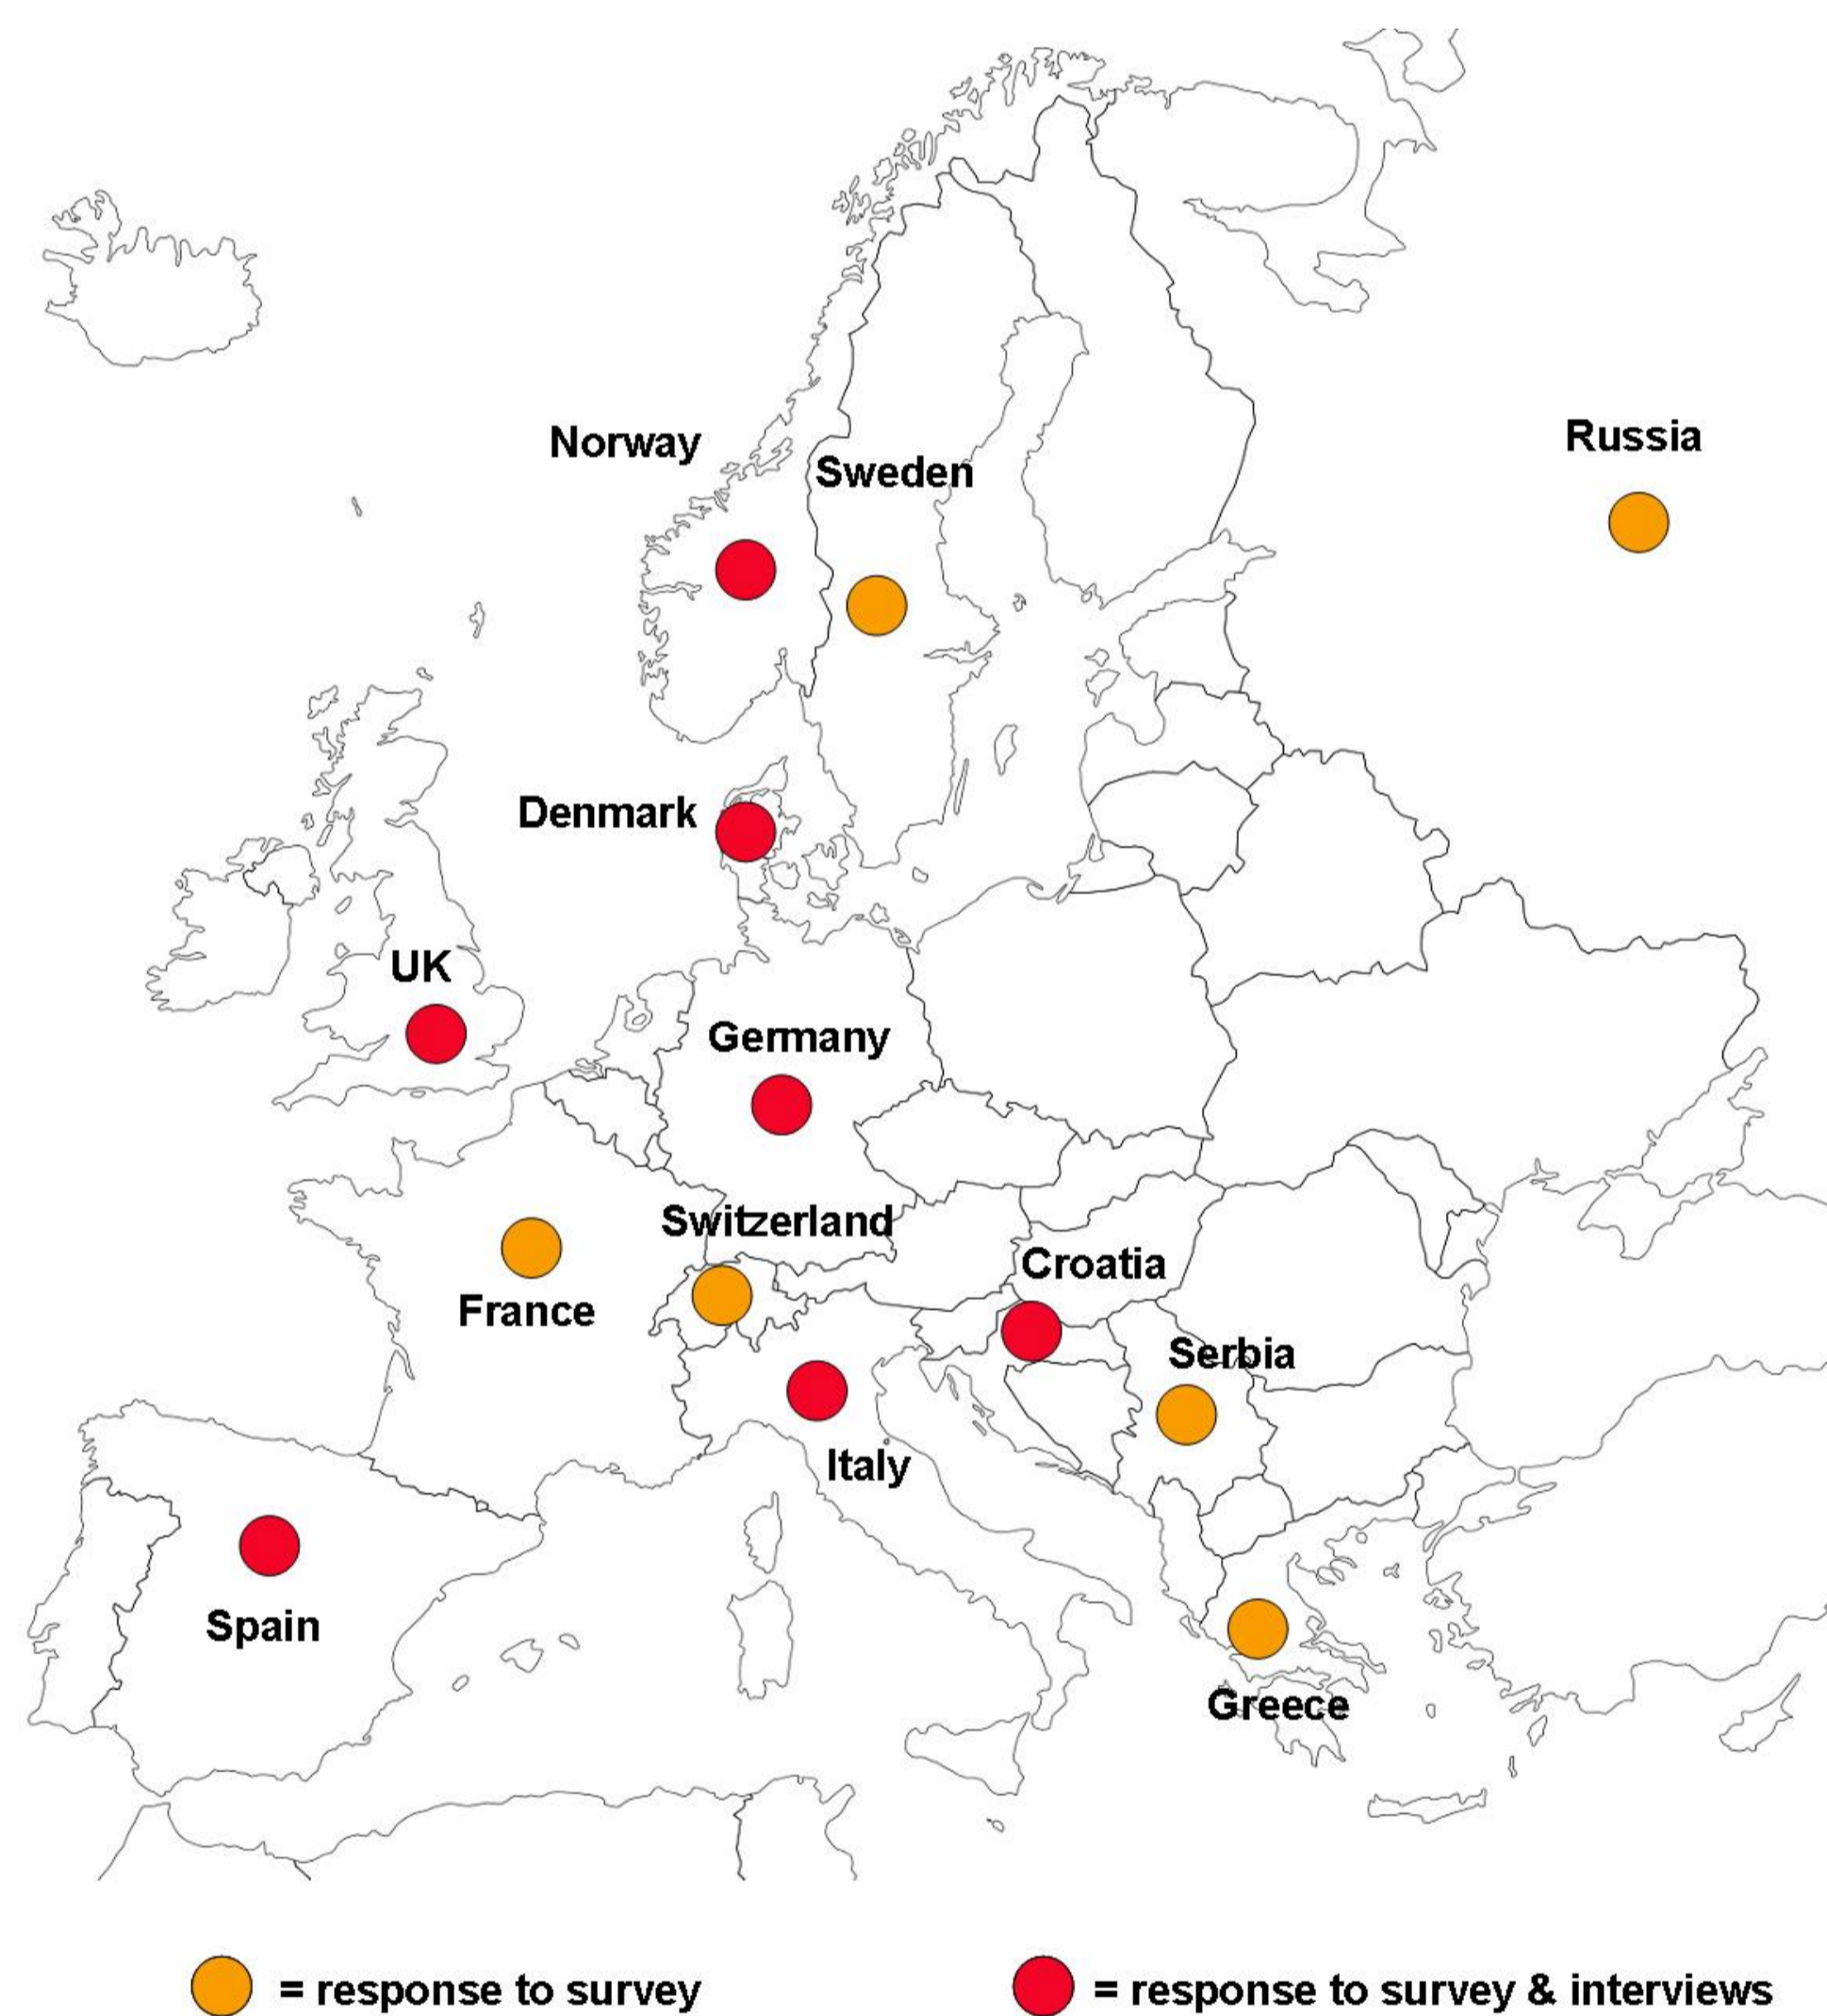 Russia
Norway
Sweden
Denmark
UK
Germany
Switzerland
Croatia
France
Serbia
Italy
Spain
Greece
= response to survey
= response to survey & interviews